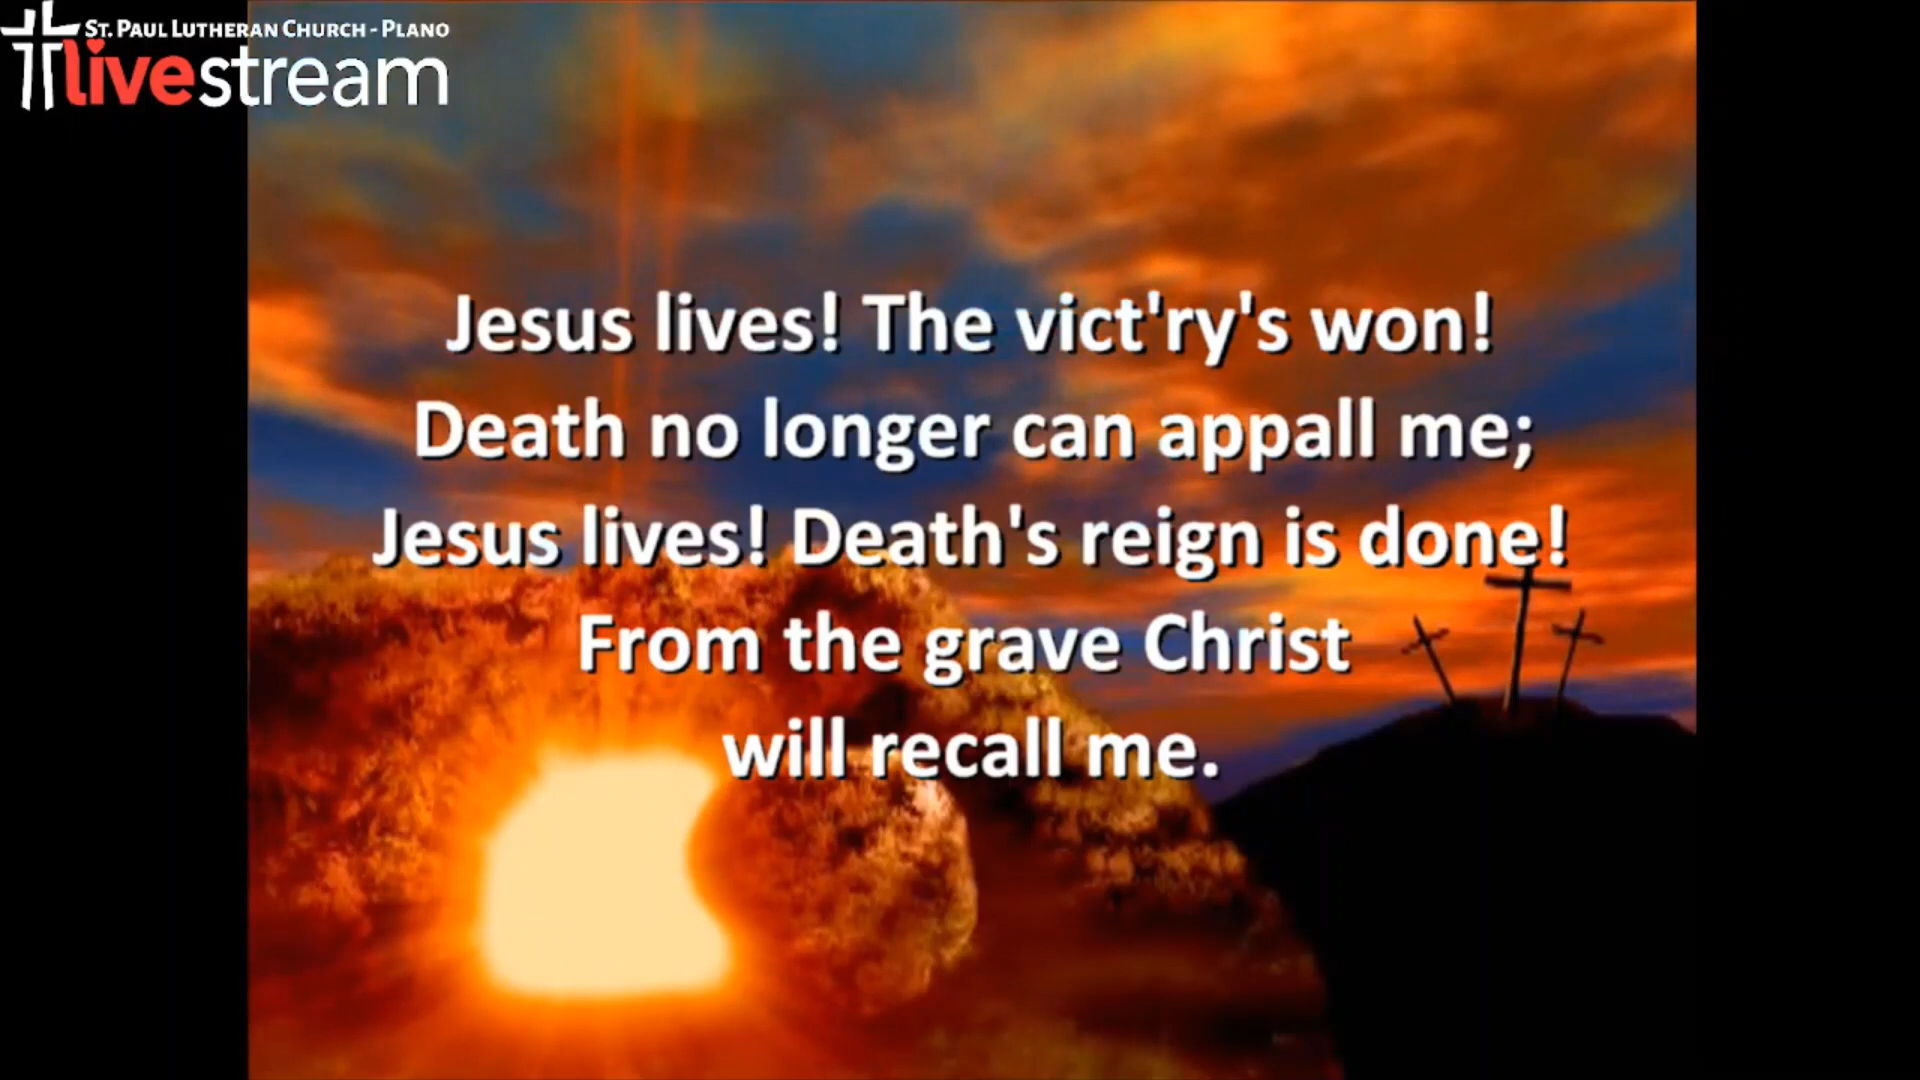 St. Paul Lutheran Church - Plano
livestream
Jesus lives! The vict'ry's won!
Death no longer can appall me;
Jesus lives! Death's reign is done!
From the grave Christ
will recall me.